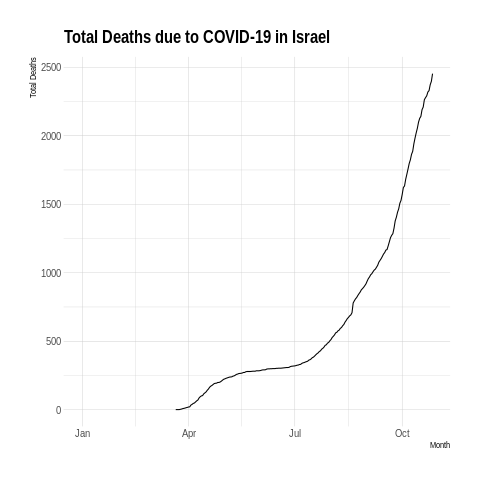 Total Deaths due to COVID-19 in Israel
Total Deaths
2500
2000
1500
1000
500
0
Jan Apr Jul Oct
Month